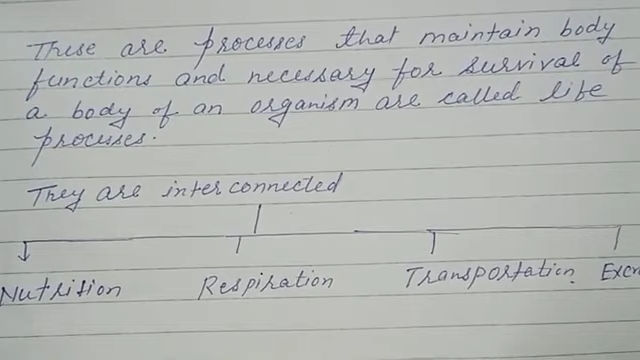 These are processes that maintain body
functions and necessary for survival of
a body of an organism are called life
processes.
They are interconnected
Nutrition Respiration Transportation Excr